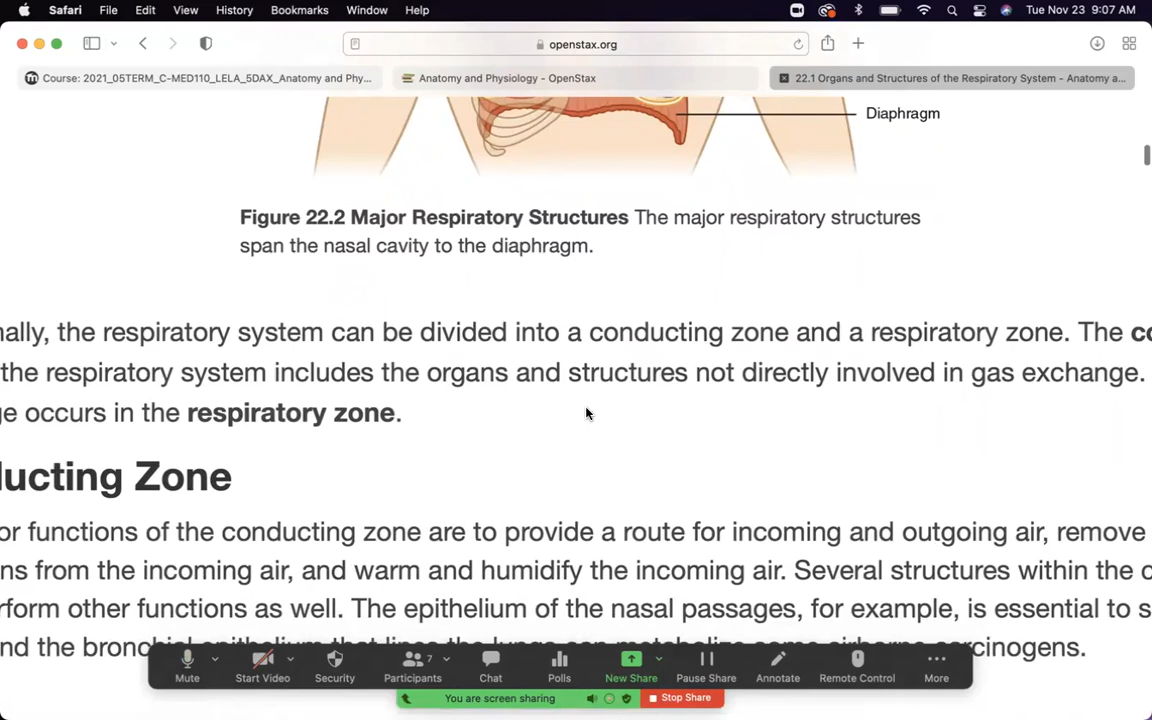 Safari File Edit View History Bookmarks Window Help Tue Nov 23 9:07 AM
openstax.org
Course: 2021_05TERM_C-MED110_LELA_5DAX_Anatomy and Phy... Anatomy and Physiology - OpenStax 22.1 Organs and Structures of the Respiratory System - Anatomy a...
Diaphragm
Figure 22.2 Major Respiratory Structures The major respiratory structures
span the nasal cavity to the diaphragm.
nally, the respiratory system can be divided into a conducting zone and a respiratory zone. The co
the respiratory system includes the organs and structures not directly involved in gas exchange.
ge occurs in the respiratory zone.
ducting Zone
or functions of the conducting zone are to provide a route for incoming and outgoing air, remove
ns from the incoming air, and warm and humidify the incoming air. Several structures within the c
rform other functions as well. The epithelium of the nasal passages, for example, is essential to s
nd the bronchial epithelium that lines the lungs can metabolize some airborne carcinogens.
7
Mute Start Video Security Participants Chat Polls New Share Pause Share Annotate Remote Control More
You are screen sharing Stop Share